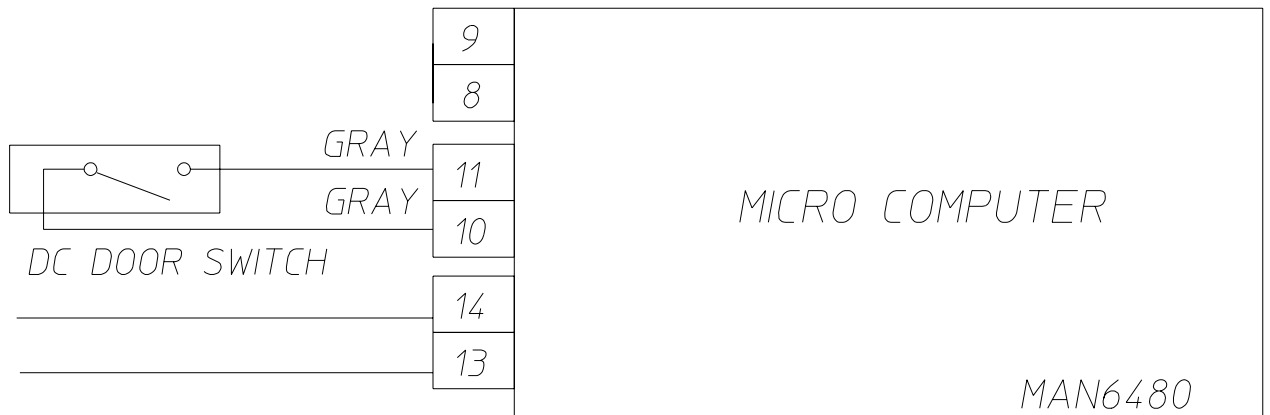 9
8
GRAY
11
GRAY
10
DC DOOR SWITCH
14
13
MICRO COMPUTER
MAN6480